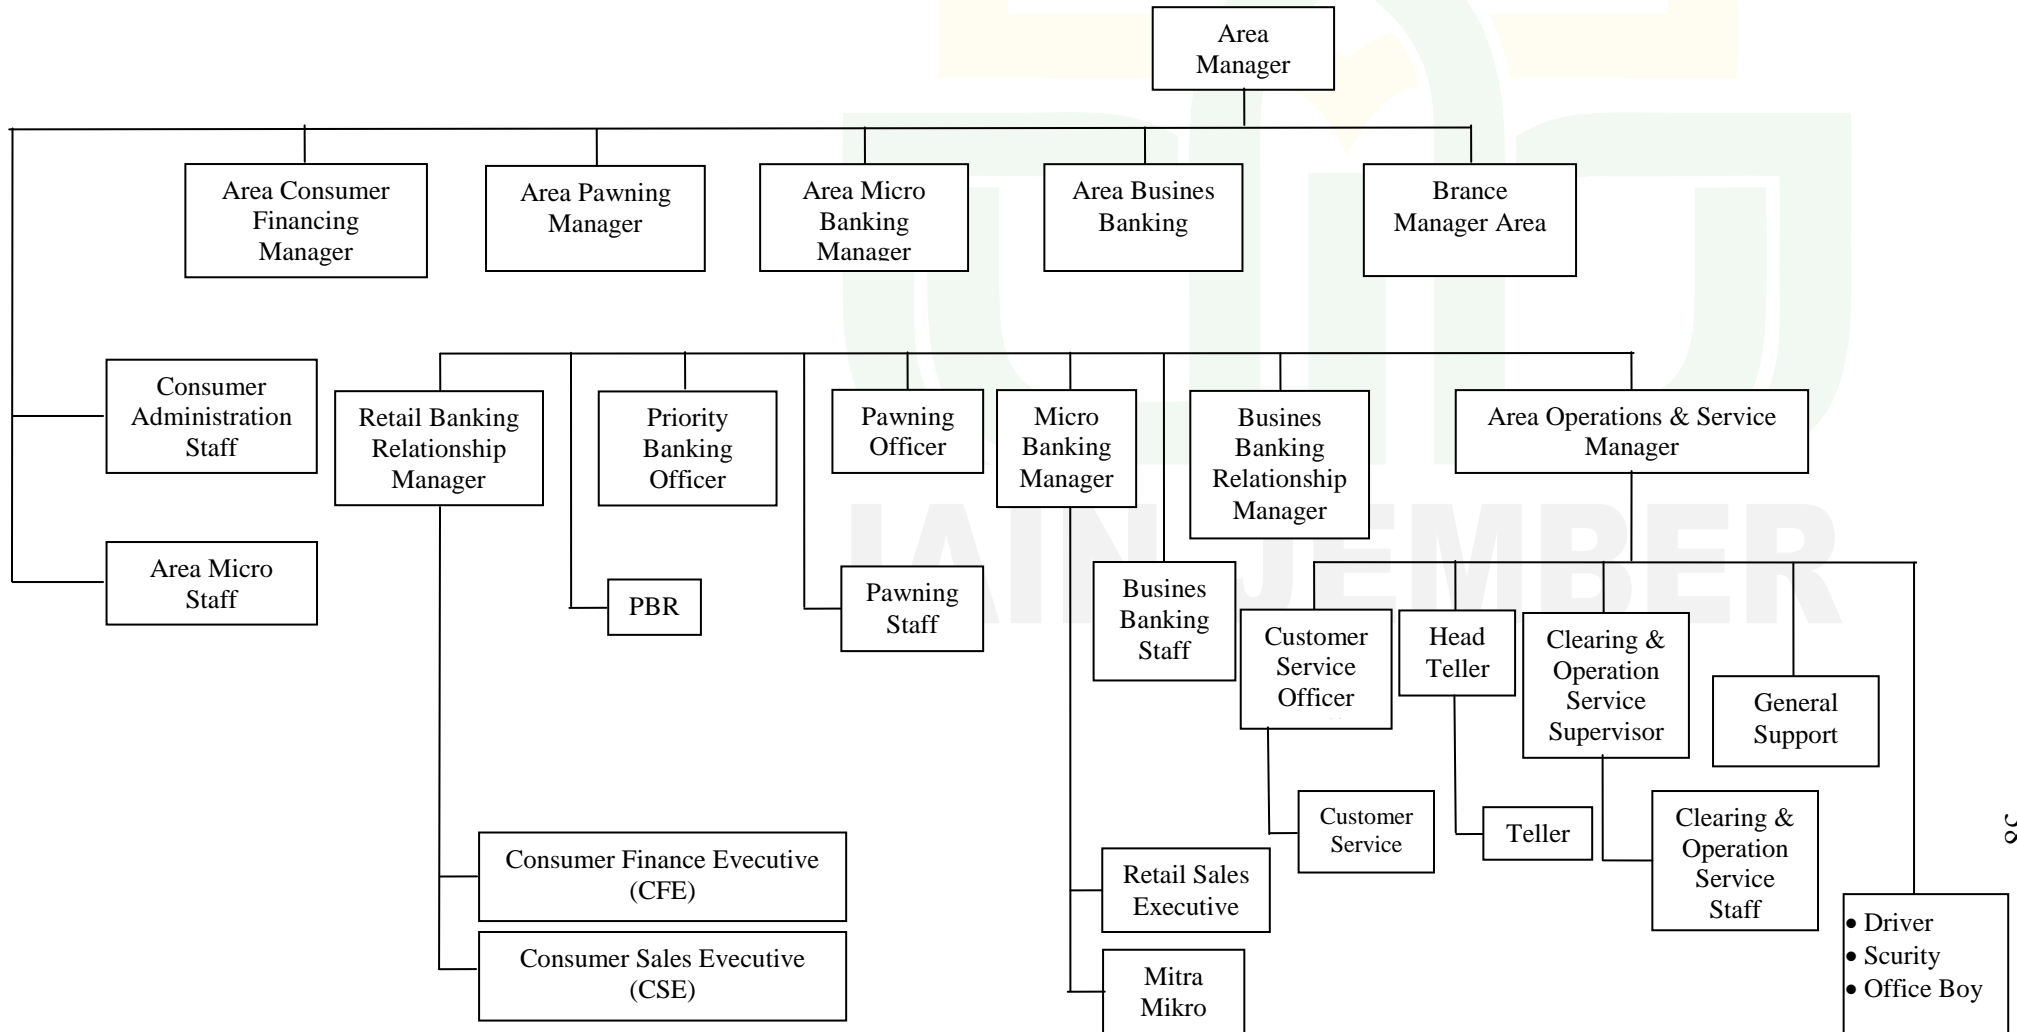 Area
Manager
Area Consumer
Financing
Manager
Area Pawning
Manager
Area Micro
Banking
Manager
Area Busines
Banking
Brance
Manager Area
Consumer
Administration
Staff
Retail Banking
Relationship
Manager
Priority
Banking
Officer
Pawning
Officer
Micro
Banking
Manager
Busines
Banking
Relationship
Manager
Area Operations & Service
Manager
Area Micro
Staff
PBR
Pawning
Staff
Busines
Banking
Staff
Customer
Service
Officer
Head
Teller
Clearing &
Operation
Service
Supervisor
General
Support
Customer
Service
Teller
Clearing &
Operation
Service
Staff
Consumer Finance Executive
(CFE)
Consumer Sales Executive
(CSE)
Retail Sales
Executive
Mitra
Mikro
• Driver
• Scurity
• Office Boy
IAIN JEMBER